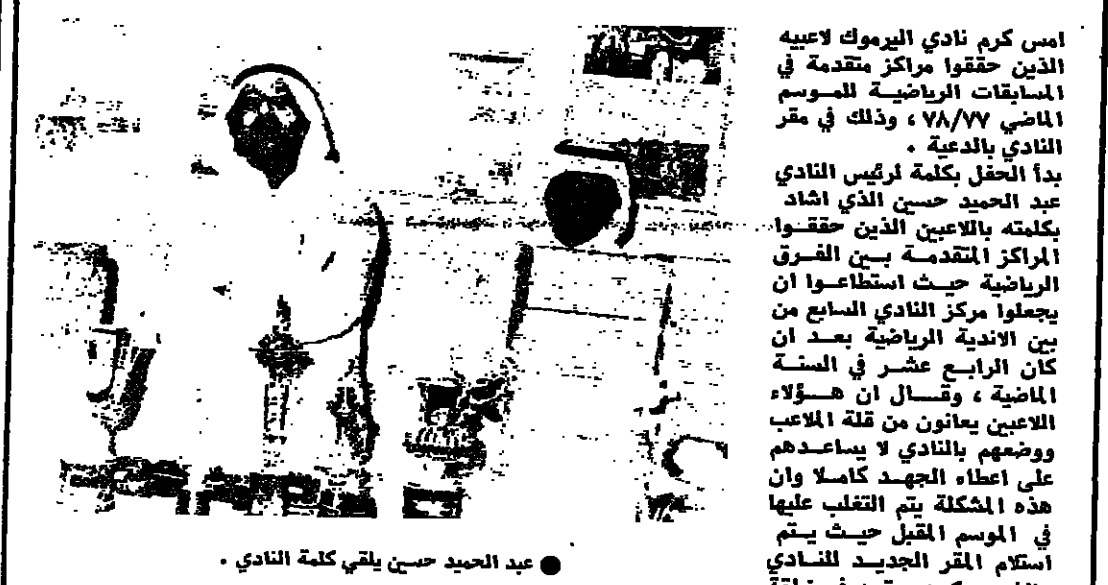 امس كرم نادي اليرموك لاعبيه
الذين حققوا مراكز متقدمة في
المسابقات الرياضية للموسم
الماضي ٧٨/٧٧ ، وذلك في مقر
النادي بالدعية .
بدأ الحفل بكلمة لرئيس النادي
عبد الحميد حسين الذي اشاد
بكلمته باللاعبين الذين حققوا
المراكز المتقدمة بين الفرق
الرياضية حيث استطاعوا ان
يجعلوا مركز النادي السابع من
بين الاندية الرياضية بعد ان
كان الرابع عشر في السنة
الماضية ، وقال ان هؤلاء
اللاعبين يعانون من قلة الملاعب
ووضعهم بالنادي لا يساعدهم
على اعطاء الجهد كاملا وان
هذه المشكلة يتم التغلب عليها
في الموسم المقبل حيث يتم
استلام المقر الجديد للنادي
● عبد الحميد حسين يلقي كلمة النادي .